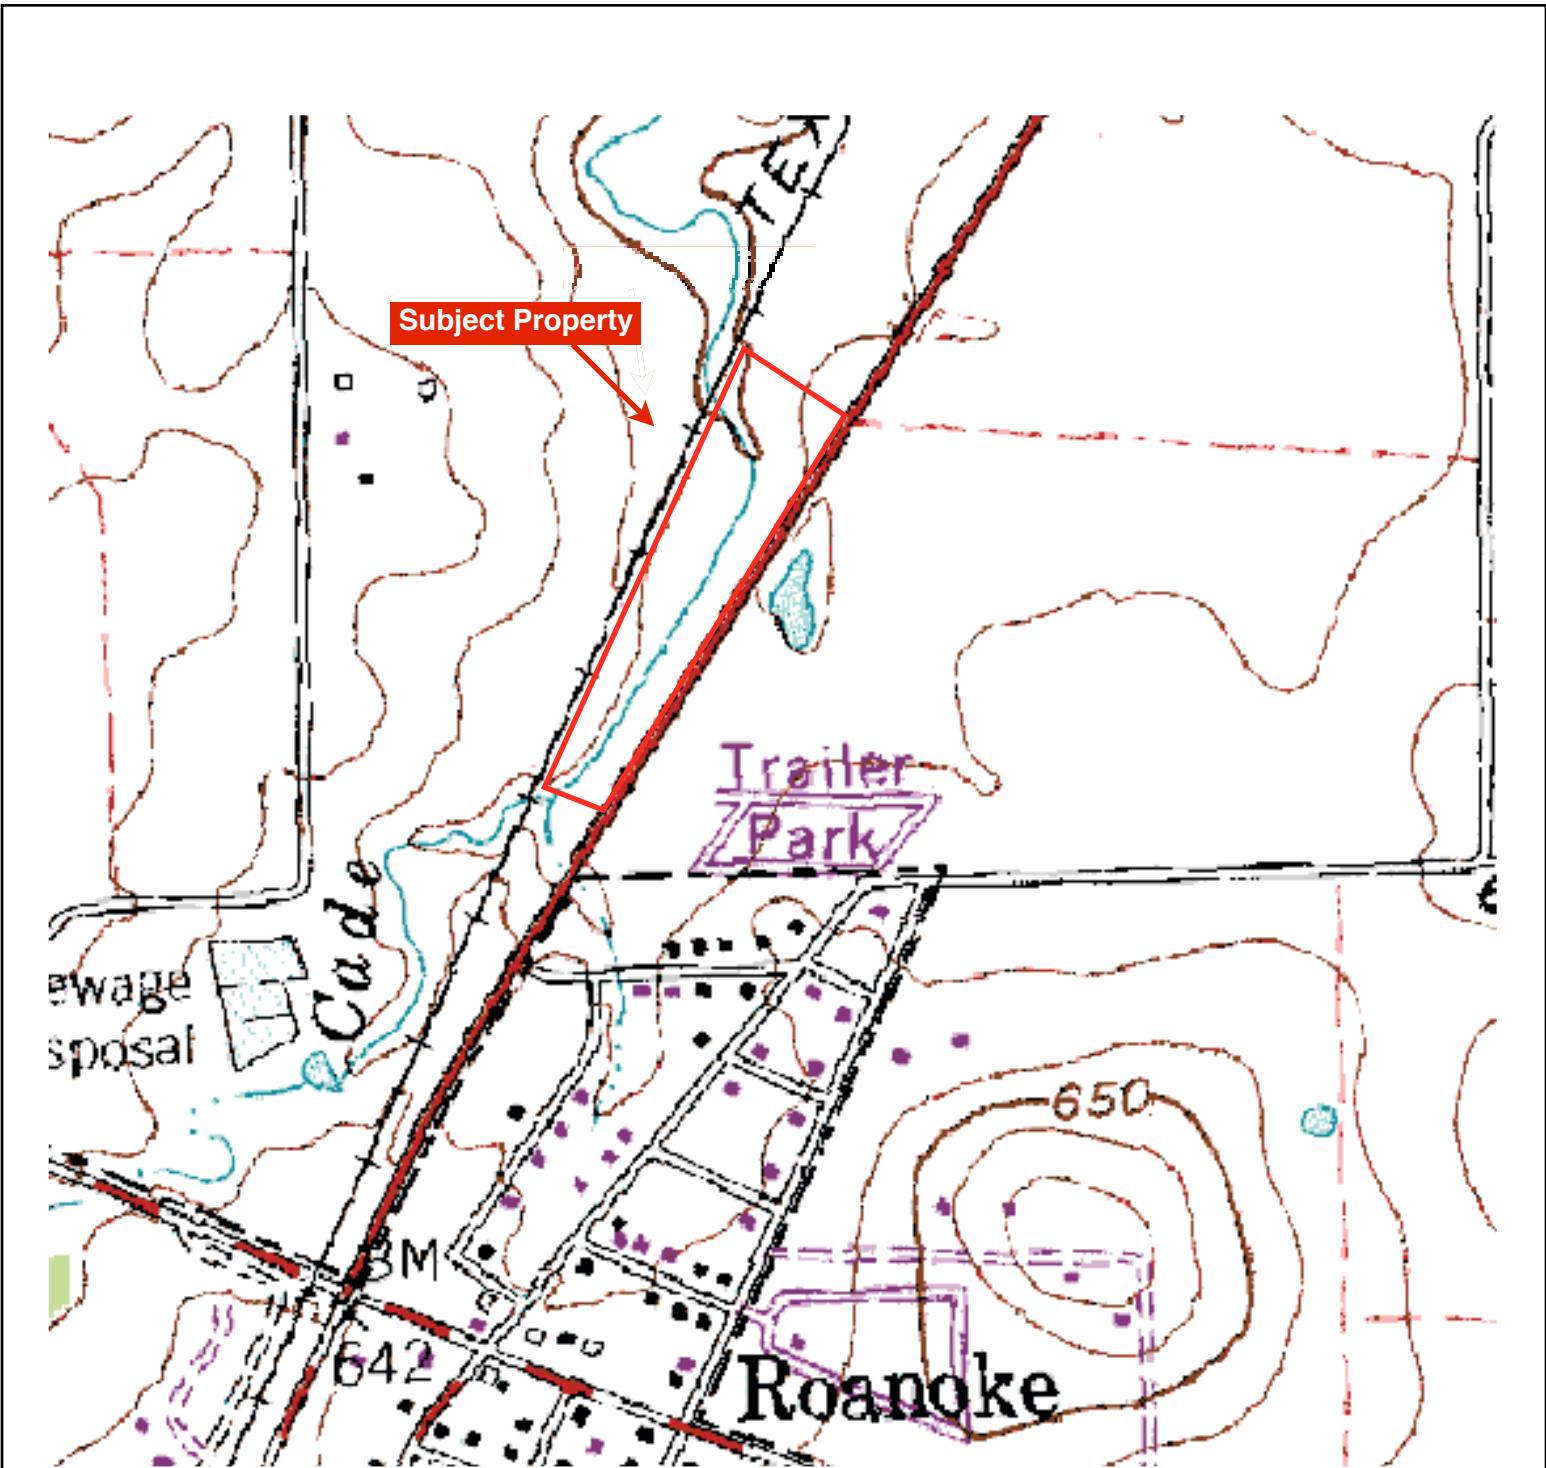 TEX
Subject Property
Trailer
Park
Cade
ewage
sposal
650
BM
642
Roanoke